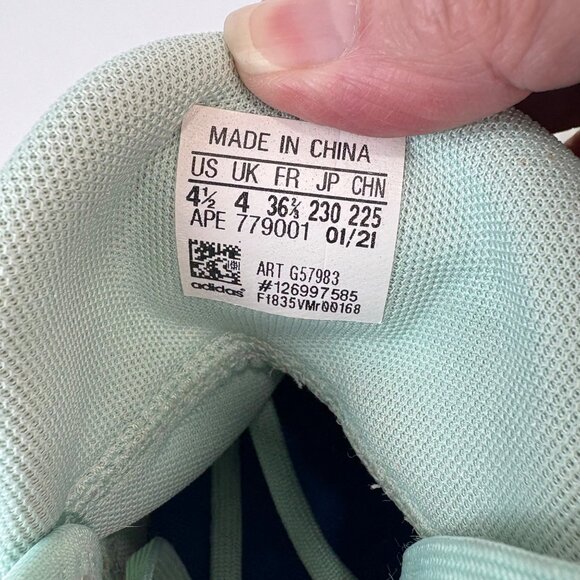 MADE IN CHINA
US UK FR JP CHN
4½ 4 36⅔ 230 225
APE 779001 01/21
ART G57983
#126997585
adidas
F1835VMr00168